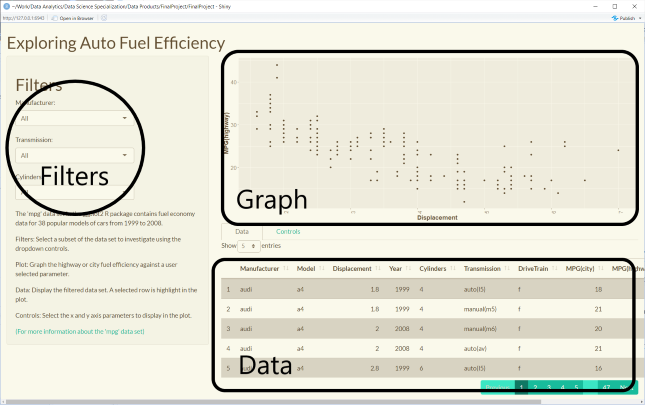 ~/Work/Data Analytics/Data Science Specialization/Data Products/FinalProject/FinalProject - Shiny
http://127.0.0.1:6945 Open in Browser Publish
Exploring Auto Fuel Efficiency
Filters
Manufacturer:
All
Transmission:
All
Cylinders
Filters
The 'mpg' data
R package contains fuel economy
data for 38 popular models of cars from 1999 to 2008.
Filters: Select a subset of the data set to investigate using the
dropdown controls.
Plot: Graph the highway or city fuel efficiency against a user
selected parameter.
Data: Display the filtered data set. A selected row is highlight in the
plot.
Controls: Select the x and y axis parameters to display in the plot.
(For more information about the 'mpg' data set)
MPG(highway)
40
30
20
Graph
Displacement
Data Controls
Show 5 entries
Manufacturer Model Displacement Year Cylinders Transmission DriveTrain MPG(city) MPG(highw
1 audi a4 1.8 1999 4 auto(l5) f 18
2 audi a4 1.8 1999 4 manual(m5) f 21
3 audi a4 2 2008 4 manual(m6) f 20
4 audi a4 2 2008 4 auto(av) f 21
5 audi a4 2.8 1999 6 auto(l5) f 16
Data
1 2 3 4 5 … 47